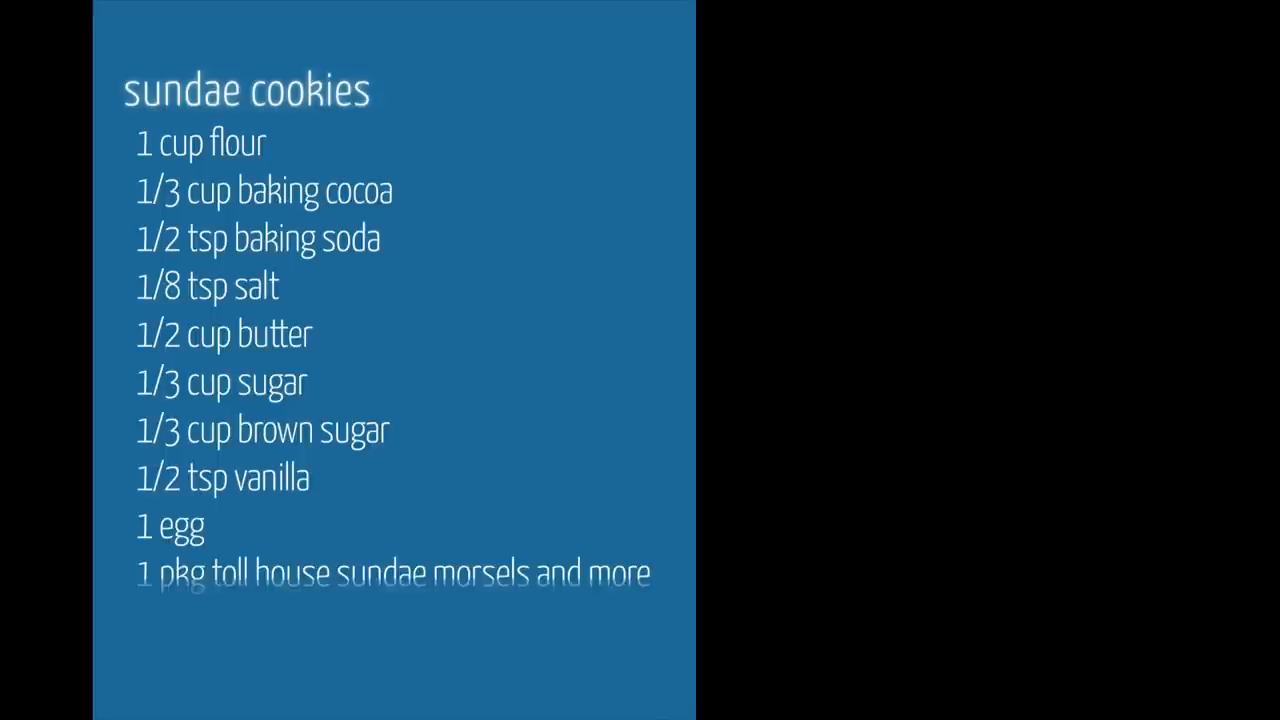 sundae cookies
1 cup flour
1/3 cup baking cocoa
1/2 tsp baking soda
1/8 tsp salt
1/2 cup butter
1/3 cup sugar
1/3 cup brown sugar
1/2 tsp vanilla
1 egg
1 pkg toll house sundae morsels and more